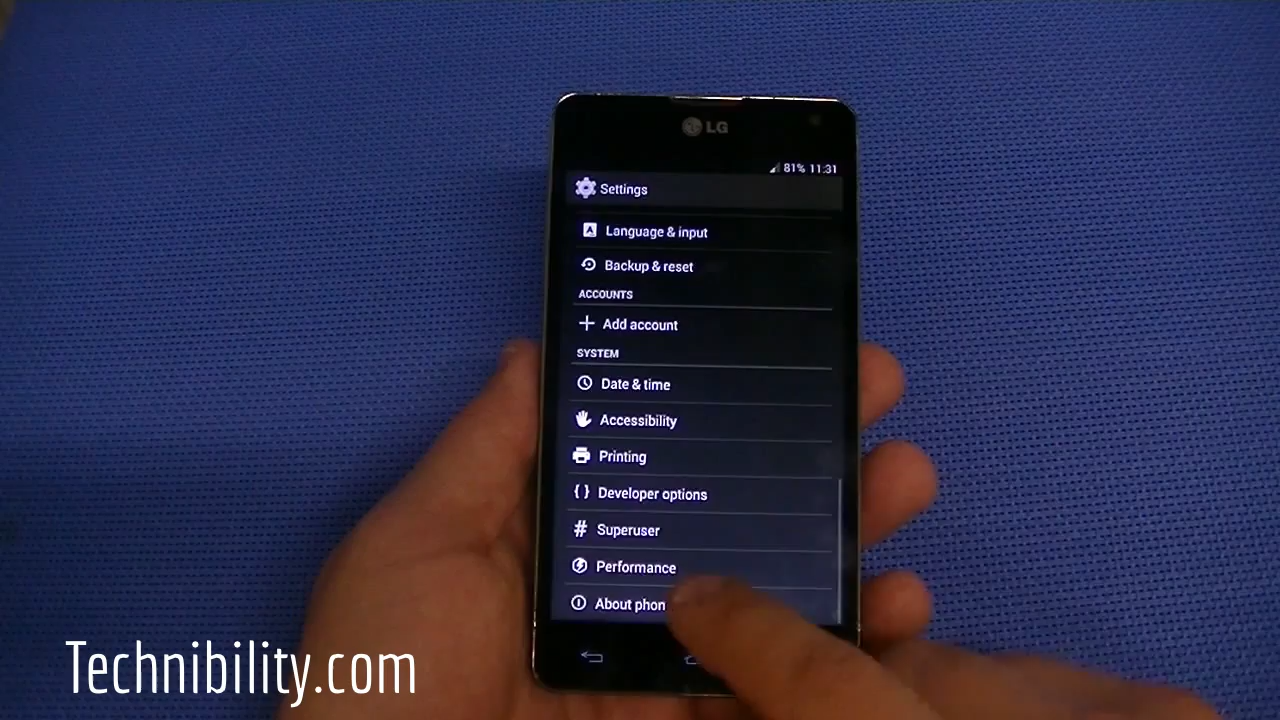 LG
81% 11:31
Settings
Language & input
Backup & reset
ACCOUNTS
Add account
SYSTEM
Date & time
Accessibility
Printing
Developer options
Superuser
Performance
About phon
Technibility.com